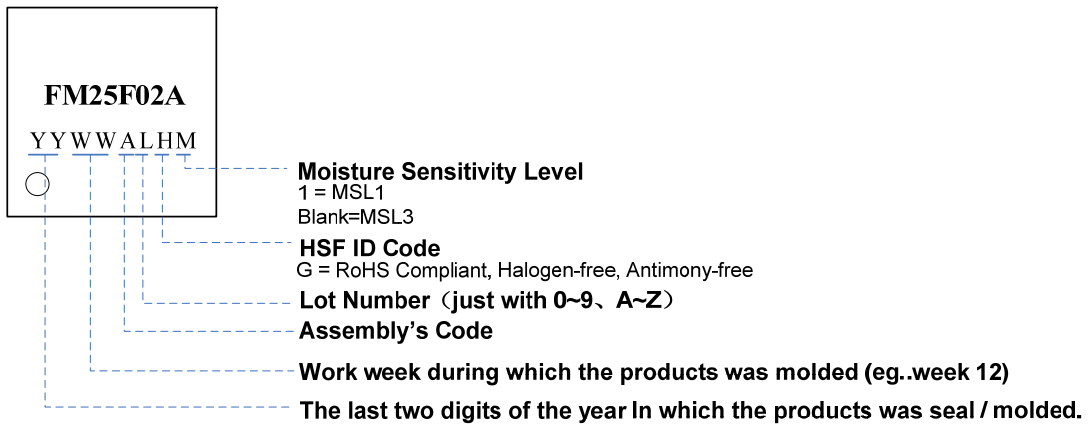 FM25F02A
YYWWALHM
Moisture Sensitivity Level
1 = MSL1
Blank=MSL3
HSF ID Code
G = RoHS Compliant, Halogen-free, Antimony-free
Lot Number（just with 0~9、A~Z）
Assembly's Code
Work week during which the products was molded (eg..week 12)
The last two digits of the year In which the products was seal / molded.